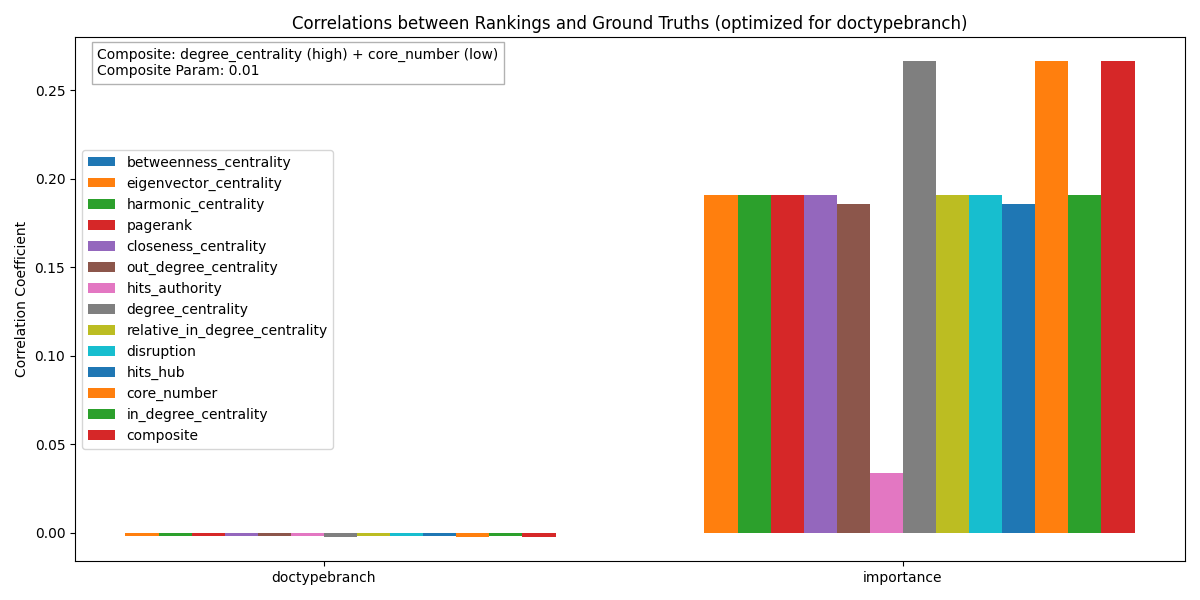 Correlations between Rankings and Ground Truths (optimized for doctypebranch)
Composite: degree_centrality (high) + core_number (low)
Composite Param: 0.01
Correlation Coefficient
0.25
0.20
0.15
0.10
0.05
0.00
betweenness_centrality
eigenvector_centrality
harmonic_centrality
pagerank
closeness_centrality
out_degree_centrality
hits_authority
degree_centrality
relative_in_degree_centrality
disruption
hits_hub
core_number
in_degree_centrality
composite
doctypebranch
importance